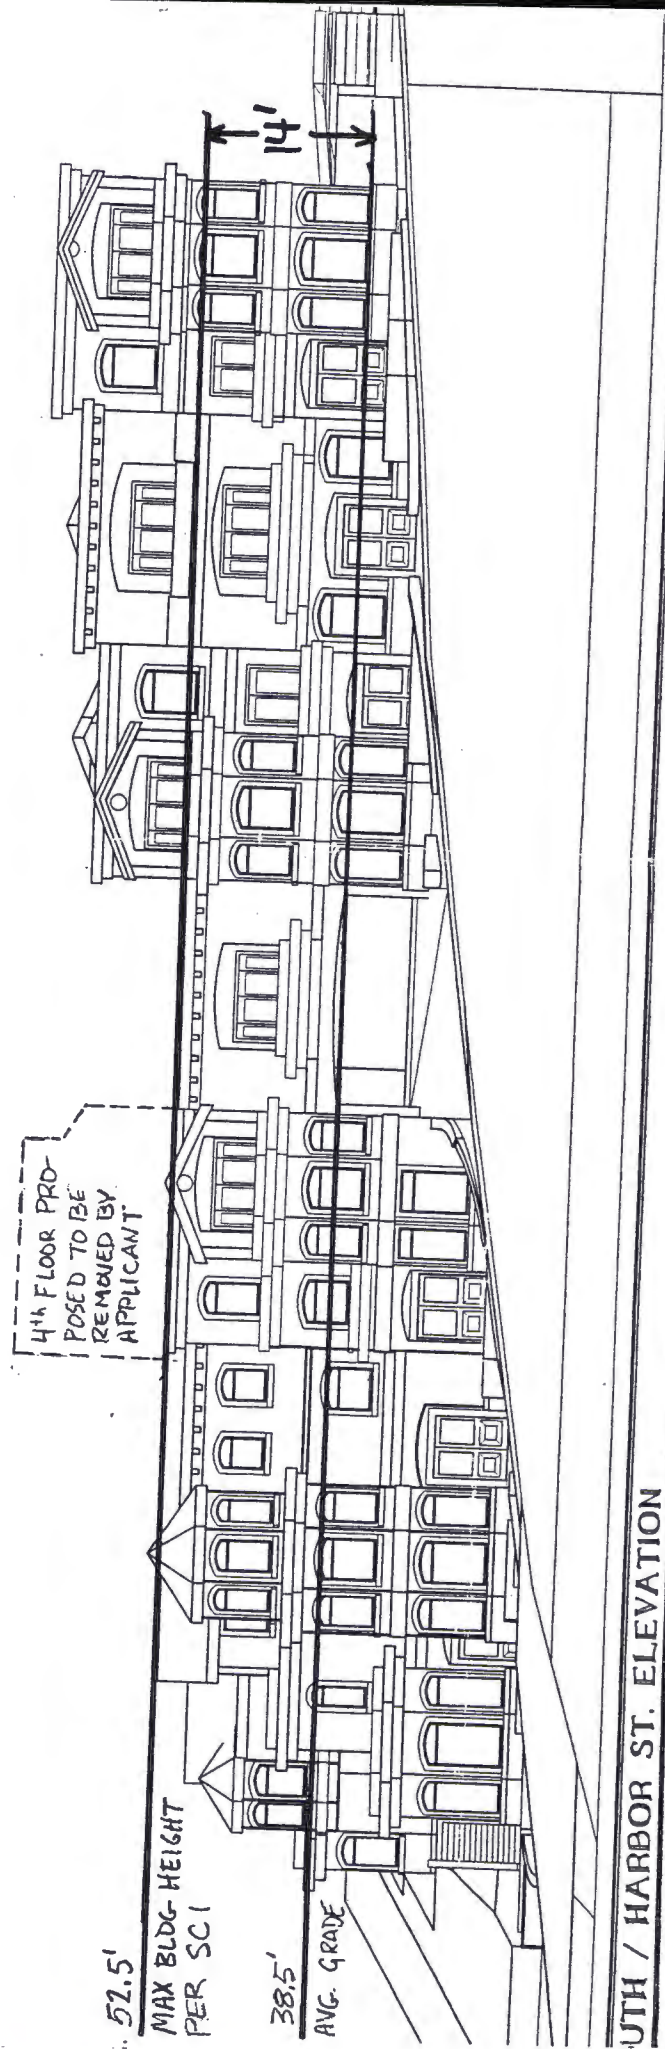 4th FLOOR PRO-
POSED TO BE
REMOVED BY
APPLICANT
14'
52.5'
MAX BLDG HEIGHT
PER SCI
38.5'
AVG. GRADE
UTH / HARBOR ST. ELEVATION